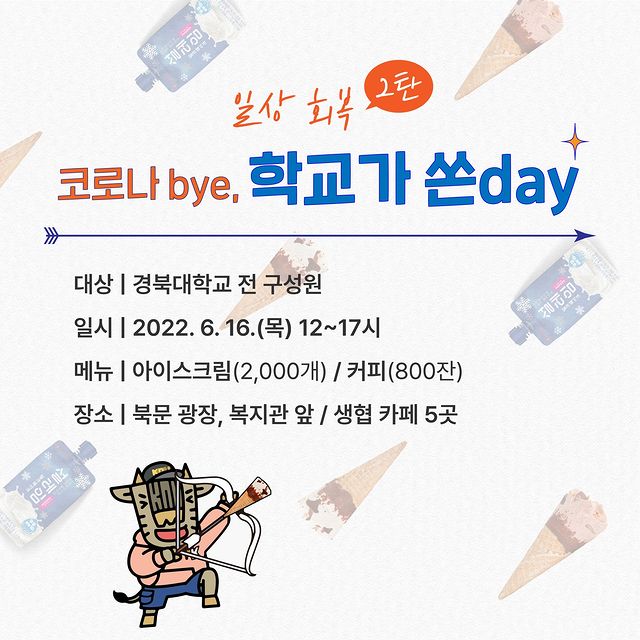 일상 회복 2탄
코로나 bye, 학교가 쏜day
대상 | 경북대학교 전 구성원
일시 | 2022. 6. 16.(목) 12~17시
메뉴 | 아이스크림(2,000개) / 커피(800잔)
장소 | 북문 광장, 복지관 앞 / 생협 카페 5곳